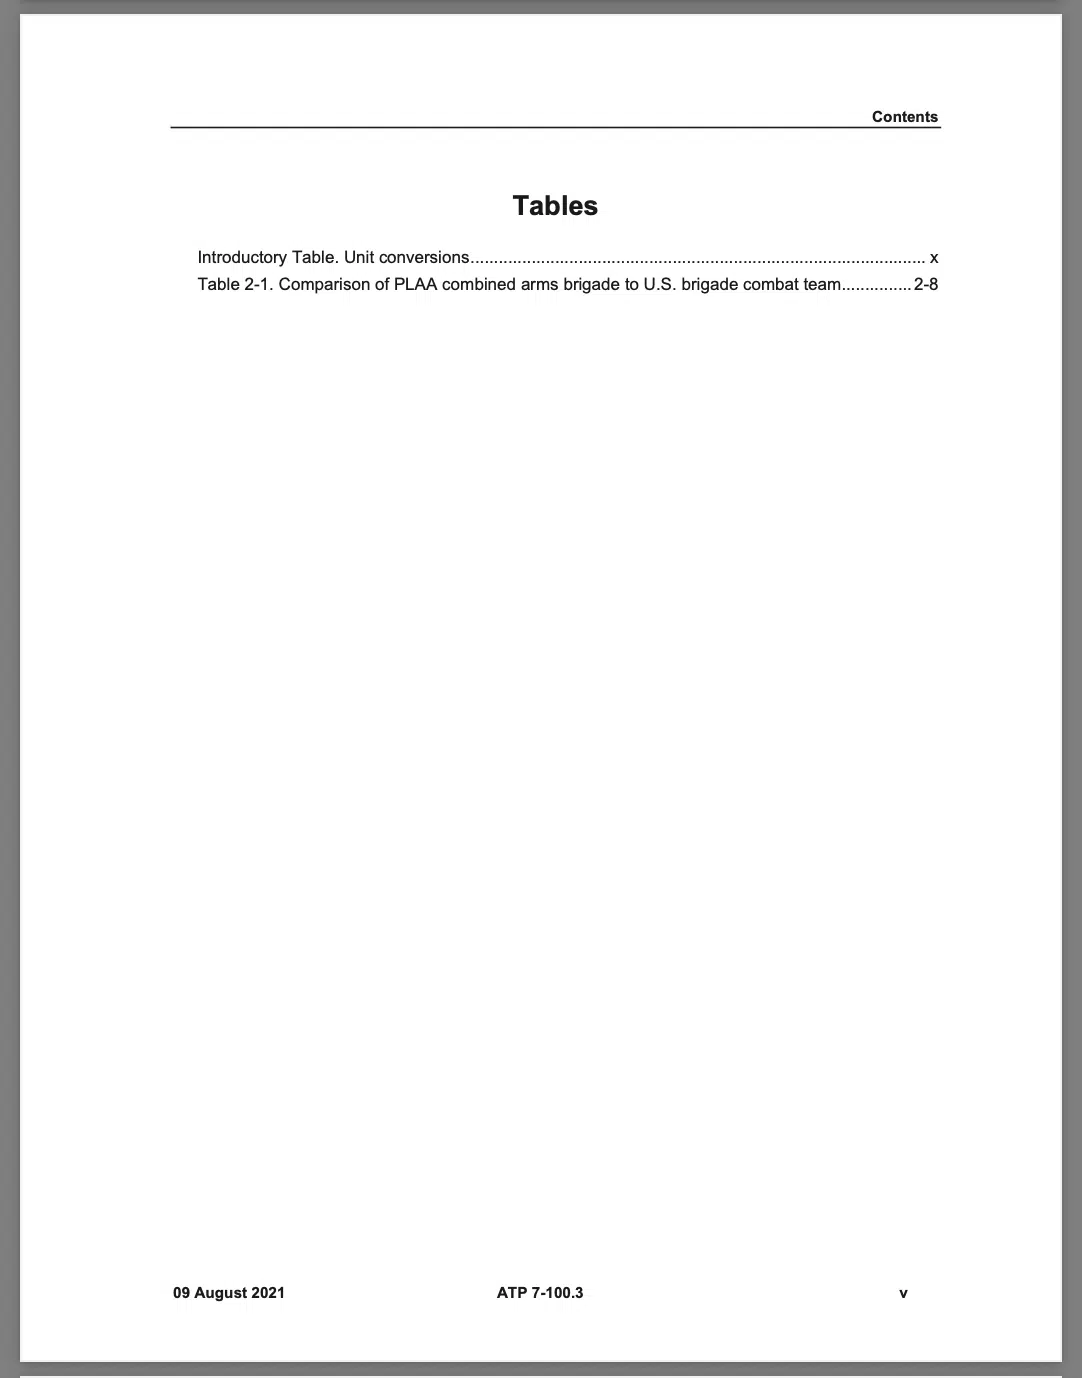 Contents
Tables
Introductory Table. Unit conversions................................................................................................. x
Table 2-1. Comparison of PLAA combined arms brigade to U.S. brigade combat team............... 2-8
09 August 2021 ATP 7-100.3 v